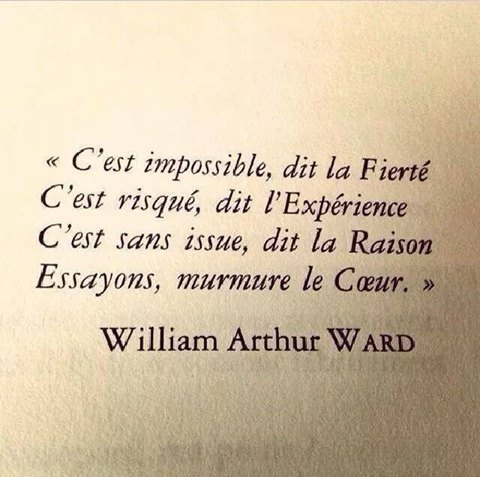 « C’est impossible, dit la Fierté
C’est risqué, dit l’Expérience
C’est sans issue, dit la Raison
Essayons, murmure le Cœur. »
William Arthur WARD